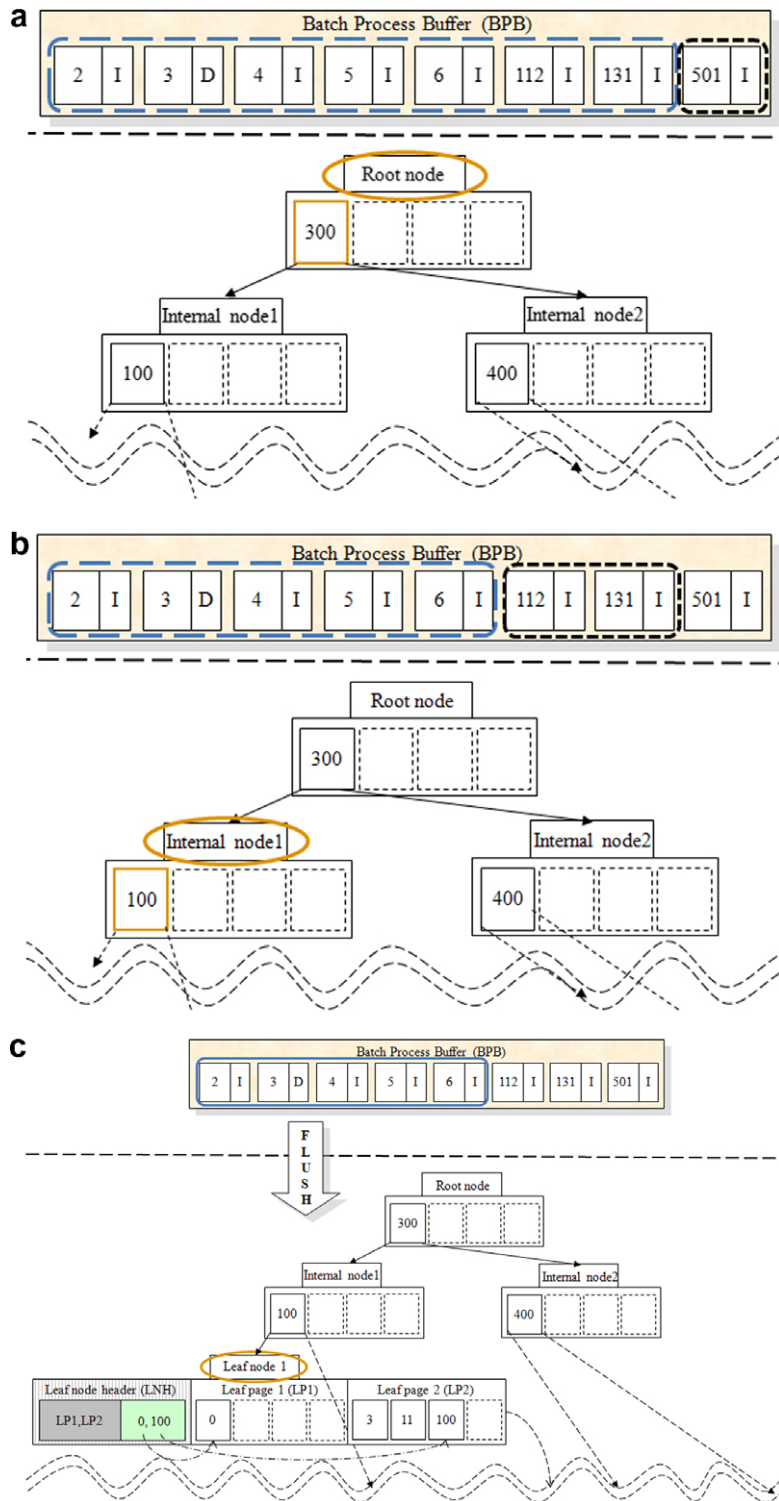 a
Batch Process Buffer (BPB)
2 I 3 D 4 I 5 I 6 I 112 I 131 I 501 I
Root node
300
Internal node1 Internal node2
100 400
b
Batch Process Buffer (BPB)
2 I 3 D 4 I 5 I 6 I 112 I 131 I 501 I
Root node
300
Internal node1 Internal node2
100 400
c
Batch Process Buffer (BPB)
2 I 3 D 4 I 5 I 6 I 112 I 131 I 501 I
FLUSH
Root node
300
Internal node1 Internal node2
100 400
Leaf node 1
Leaf node header (LNH) Leaf page 1 (LP1) Leaf page 2 (LP2)
LP1,LP2 0, 100 0 3 11 100